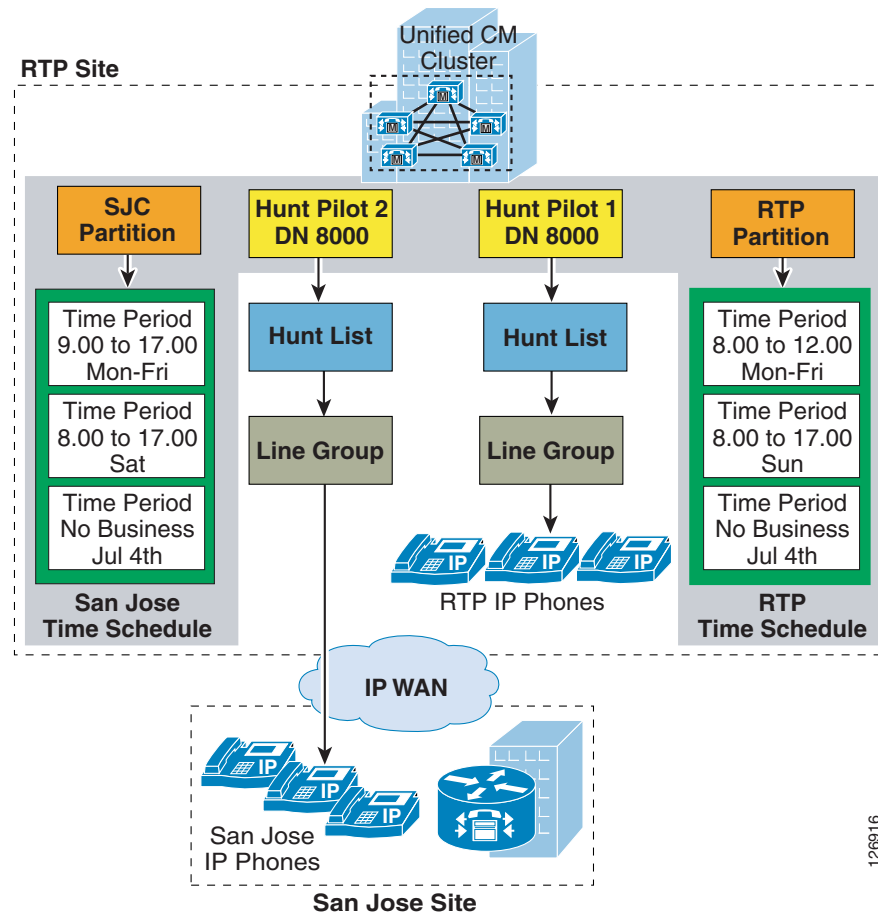 Unified CM
Cluster
RTP Site
M
M
M
M
M
SJC
Partition
Hunt Pilot 2
DN 8000
Hunt Pilot 1
DN 8000
RTP
Partition
Time Period
9.00 to 17.00
Mon-Fri
Time Period
8.00 to 17.00
Sat
Time Period
No Business
Jul 4th
San Jose
Time Schedule
Hunt List
Line Group
Hunt List
Line Group
IP
IP
IP
RTP IP Phones
Time Period
8.00 to 12.00
Mon-Fri
Time Period
8.00 to 17.00
Sun
Time Period
No Business
Jul 4th
RTP
Time Schedule
IP WAN
IP
IP
IP
San Jose
IP Phones
San Jose Site
126916